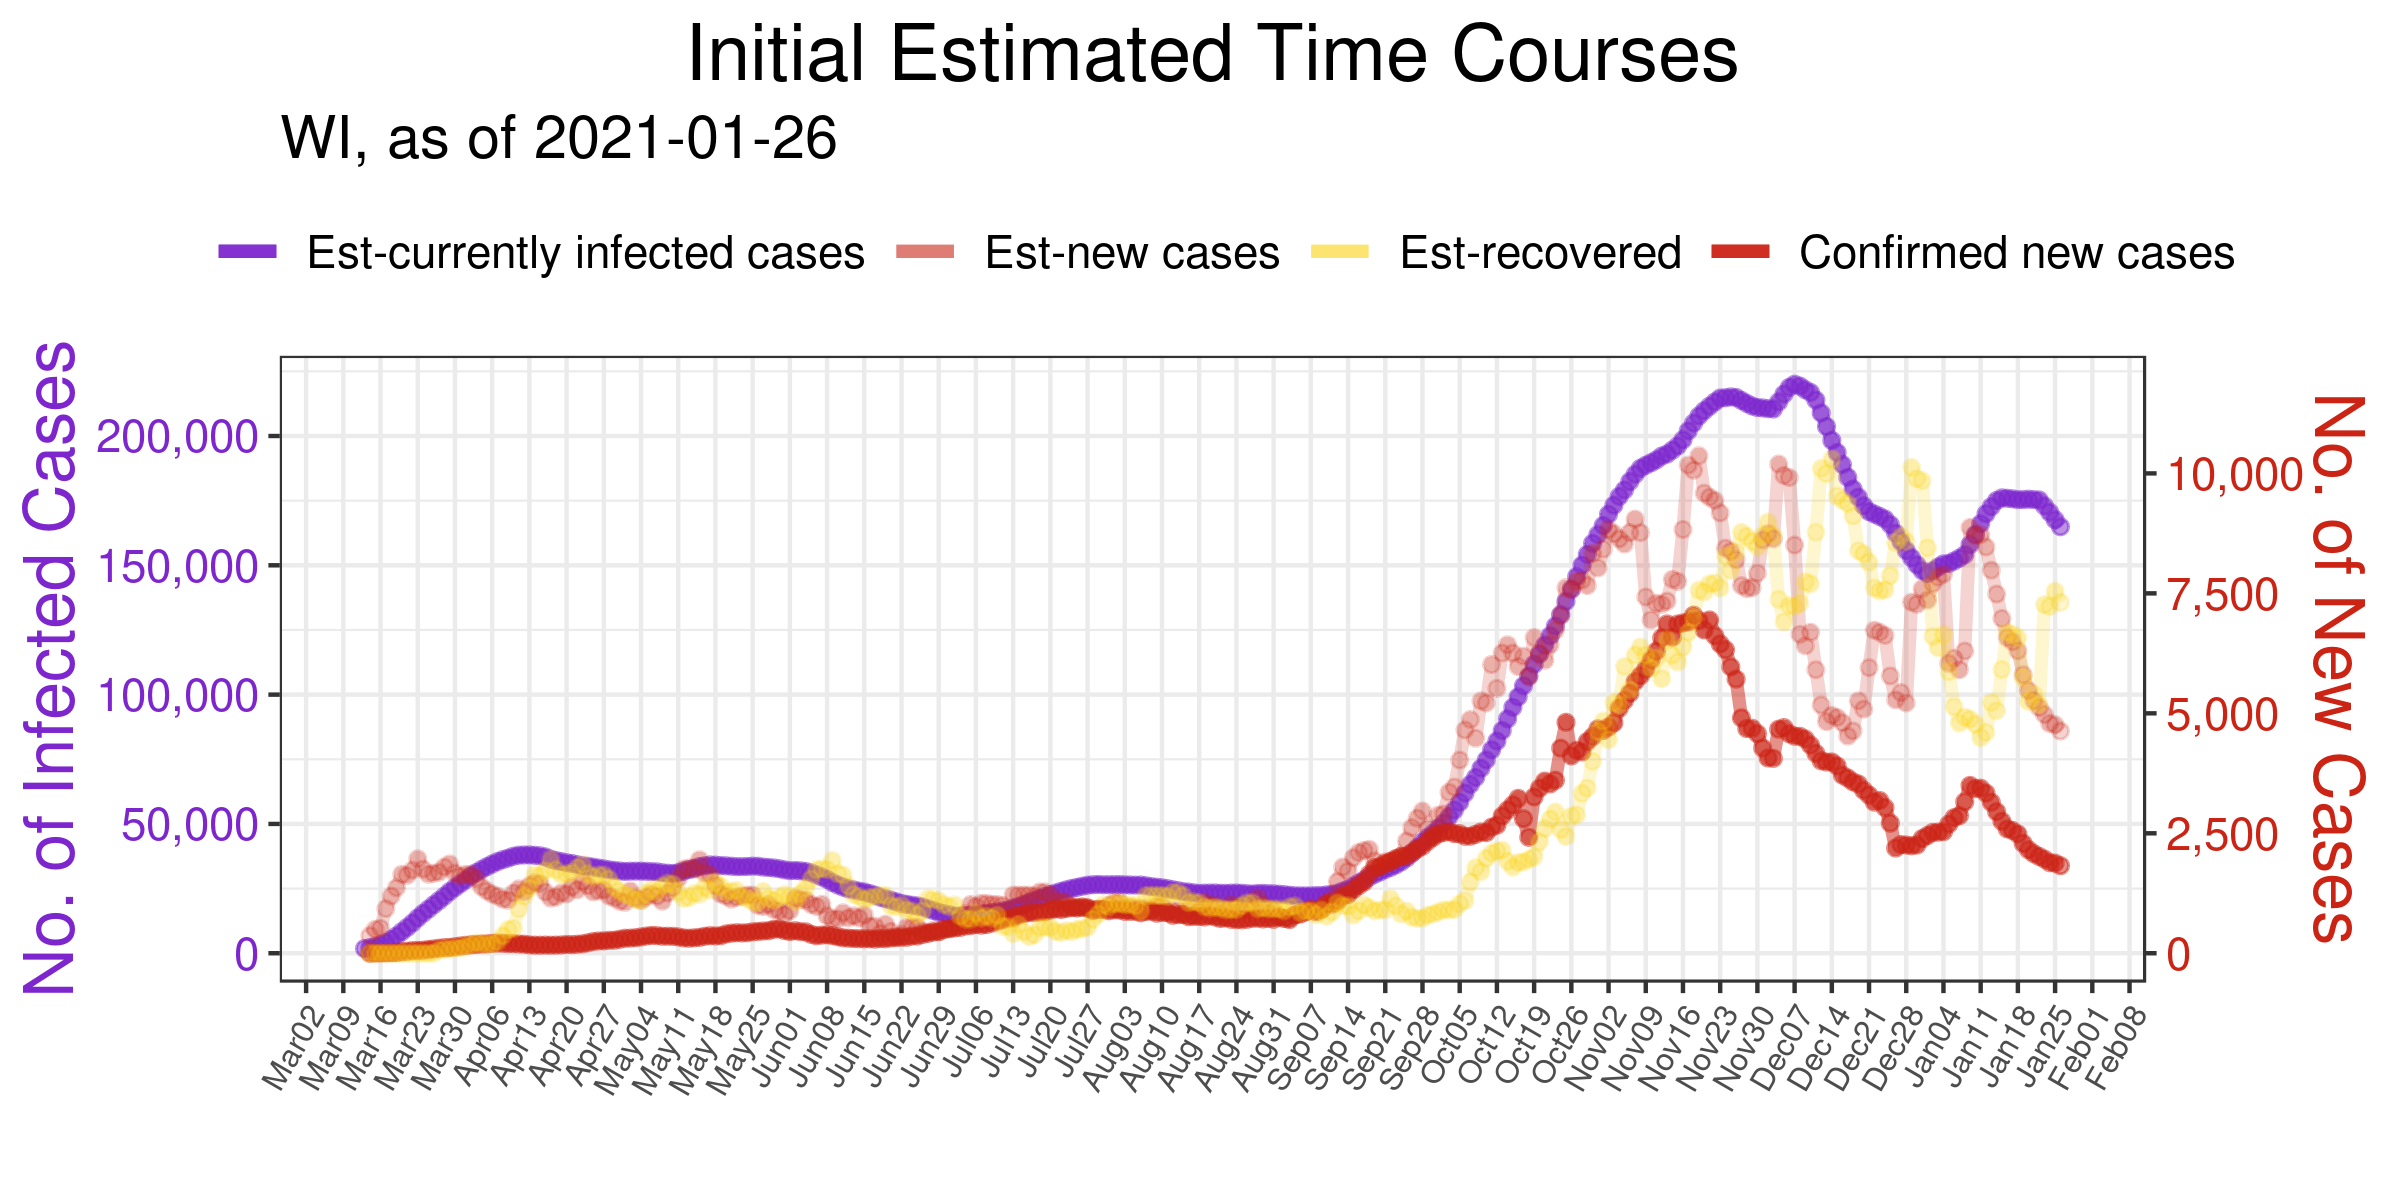 Initial Estimated Time Courses
WI, as of 2021-01-26
Est-currently infected cases
Est-new cases
Est-recovered
Confirmed new cases
No. of Infected Cases
200,000
150,000
100,000
50,000
0
10,000
7,500
5,000
2,500
0
No. of New Cases
Mar02
Mar09
Mar16
Mar23
Mar30
Apr06
Apr13
Apr20
Apr27
May04
May11
May18
May25
Jun01
Jun08
Jun15
Jun22
Jun29
Jul06
Jul13
Jul20
Jul27
Aug03
Aug10
Aug17
Aug24
Aug31
Sep07
Sep14
Sep21
Sep28
Oct05
Oct12
Oct19
Oct26
Nov02
Nov09
Nov16
Nov23
Nov30
Dec07
Dec14
Dec21
Dec28
Jan04
Jan11
Jan18
Jan25
Feb01
Feb08